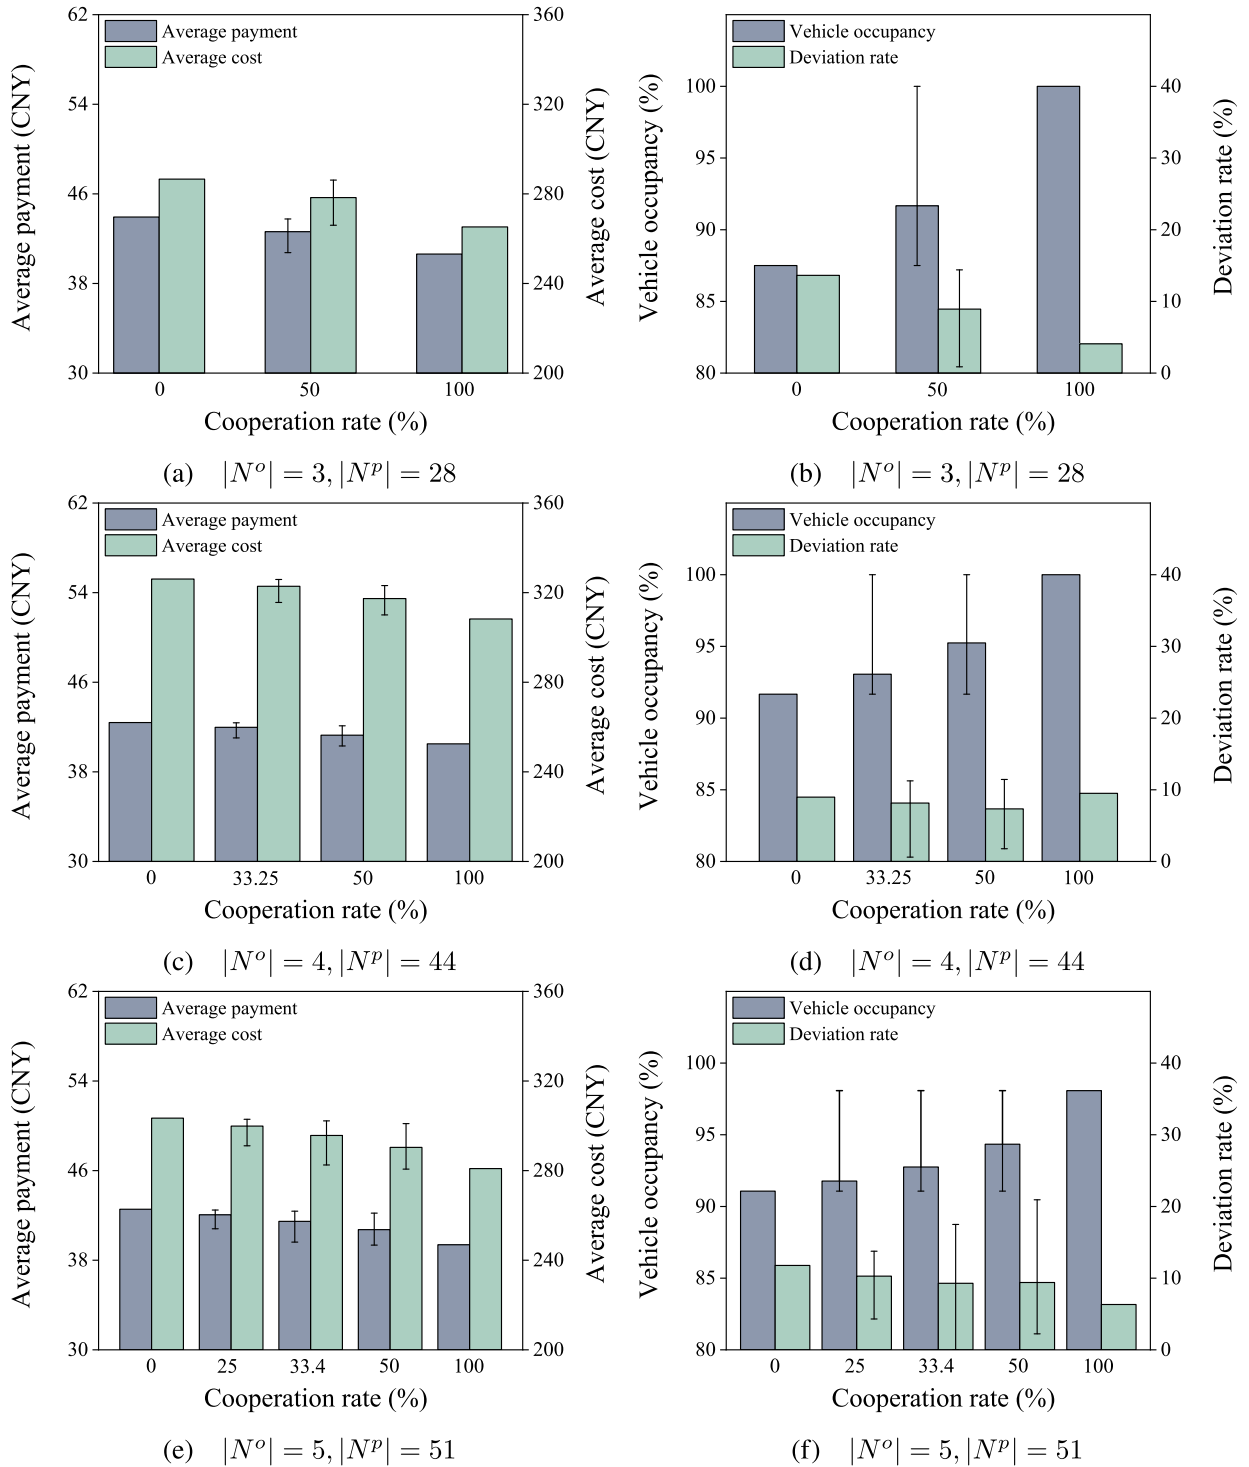 62
54
46
38
30
Average payment (CNY)
Average payment
Average cost
360
320
280
240
200
Average cost (CNY)
0
50
100
Cooperation rate (%)
(a) |N^o| = 3, |N^p| = 28
100
95
90
85
80
Vehicle occupancy (%)
Vehicle occupancy
Deviation rate
40
30
20
10
0
Deviation rate (%)
0
50
100
Cooperation rate (%)
(b) |N^o| = 3, |N^p| = 28
62
54
46
38
30
Average payment (CNY)
Average payment
Average cost
360
320
280
240
200
Average cost (CNY)
0
33.25
50
100
Cooperation rate (%)
(c) |N^o| = 4, |N^p| = 44
100
95
90
85
80
Vehicle occupancy (%)
Vehicle occupancy
Deviation rate
40
30
20
10
0
Deviation rate (%)
0
33.25
50
100
Cooperation rate (%)
(d) |N^o| = 4, |N^p| = 44
62
54
46
38
30
Average payment (CNY)
Average payment
Average cost
360
320
280
240
200
Average cost (CNY)
0
25
33.4
50
100
Cooperation rate (%)
(e) |N^o| = 5, |N^p| = 51
100
95
90
85
80
Vehicle occupancy (%)
Vehicle occupancy
Deviation rate
40
30
20
10
0
Deviation rate (%)
0
25
33.4
50
100
Cooperation rate (%)
(f) |N^o| = 5, |N^p| = 51